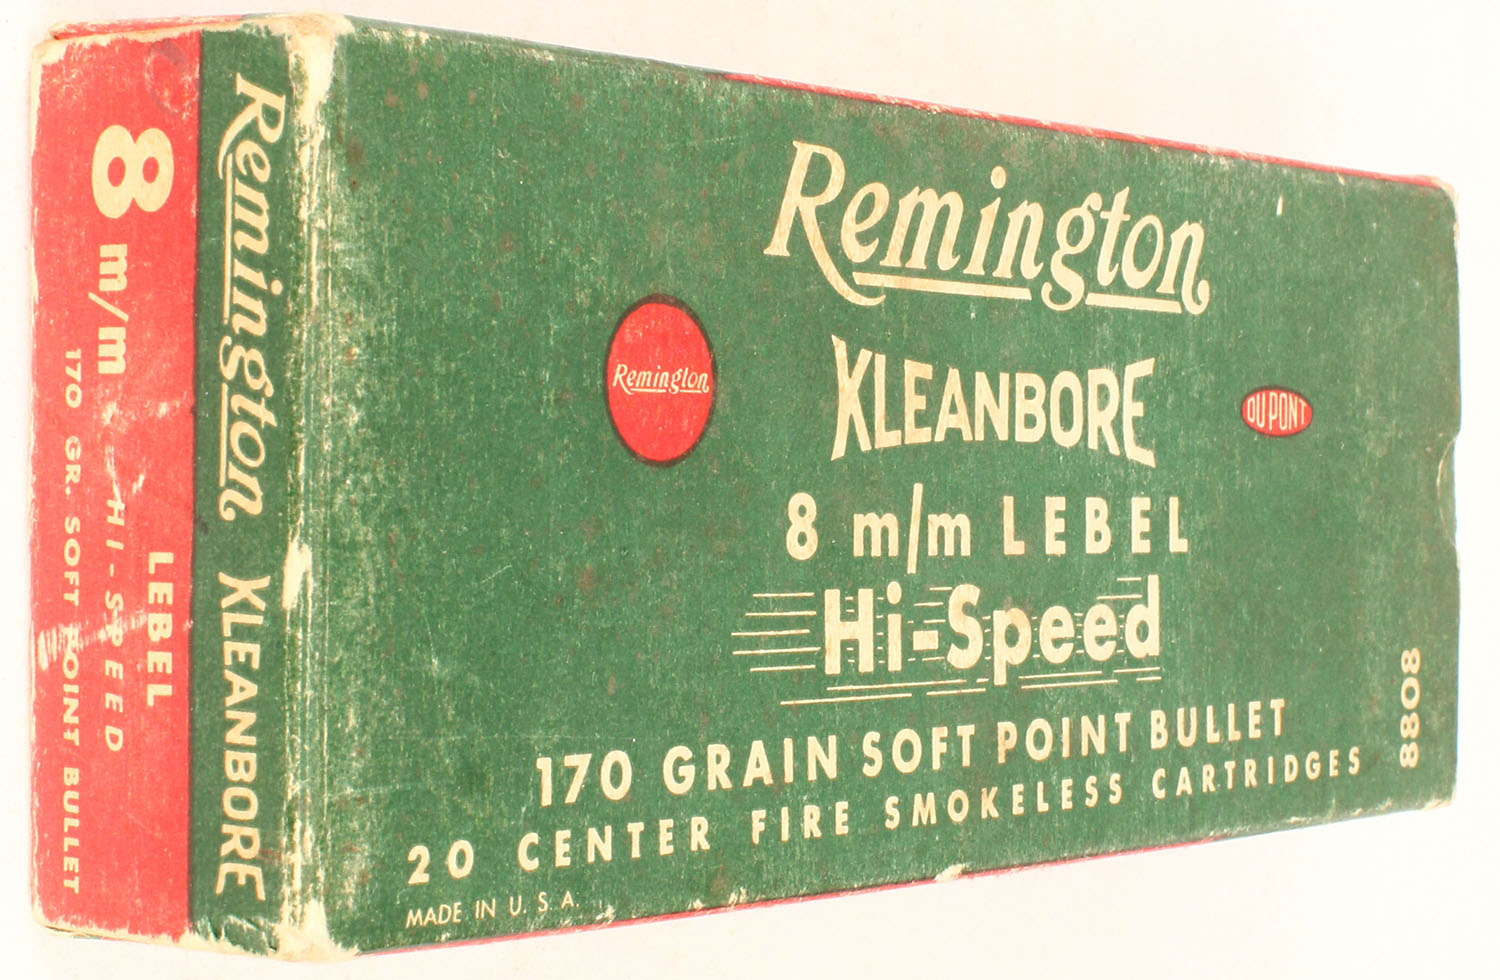 Remington
KLEANBORE
8 m/m LEBEL
Hi-Speed
170 GRAIN SOFT POINT BULLET
20 CENTER FIRE SMOKELESS CARTRIDGES
MADE IN U. S. A.
Remington
DU PONT
8808
Remington KLEANBORE
8 m/m LEBEL
HI-SPEED
170 GR. SOFT POINT BULLET